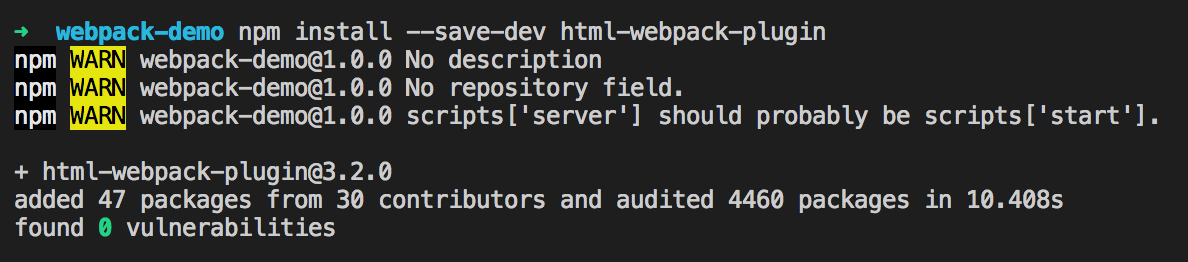 ➜  webpack-demo npm install --save-dev html-webpack-plugin
npm WARN webpack-demo@1.0.0 No description
npm WARN webpack-demo@1.0.0 No repository field.
npm WARN webpack-demo@1.0.0 scripts['server'] should probably be scripts['start'].
+ html-webpack-plugin@3.2.0
added 47 packages from 30 contributors and audited 4460 packages in 10.408s
found 0 vulnerabilities